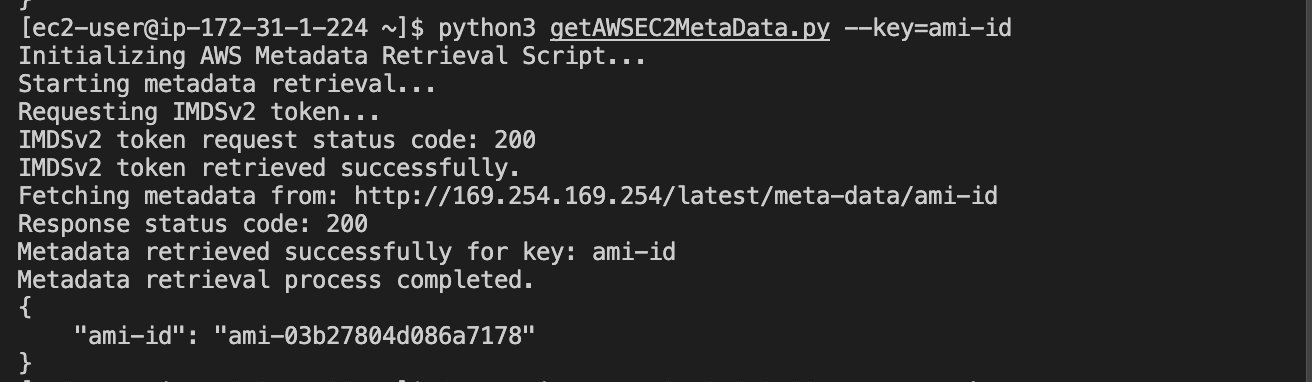 }
[ec2-user@ip-172-31-1-224 ~]$ python3 getAWSEC2MetaData.py --key=ami-id
Initializing AWS Metadata Retrieval Script...
Starting metadata retrieval...
Requesting IMDSv2 token...
IMDSv2 token request status code: 200
IMDSv2 token retrieved successfully.
Fetching metadata from: http://169.254.169.254/latest/meta-data/ami-id
Response status code: 200
Metadata retrieved successfully for key: ami-id
Metadata retrieval process completed.
{
    "ami-id": "ami-03b27804d086a7178"
}